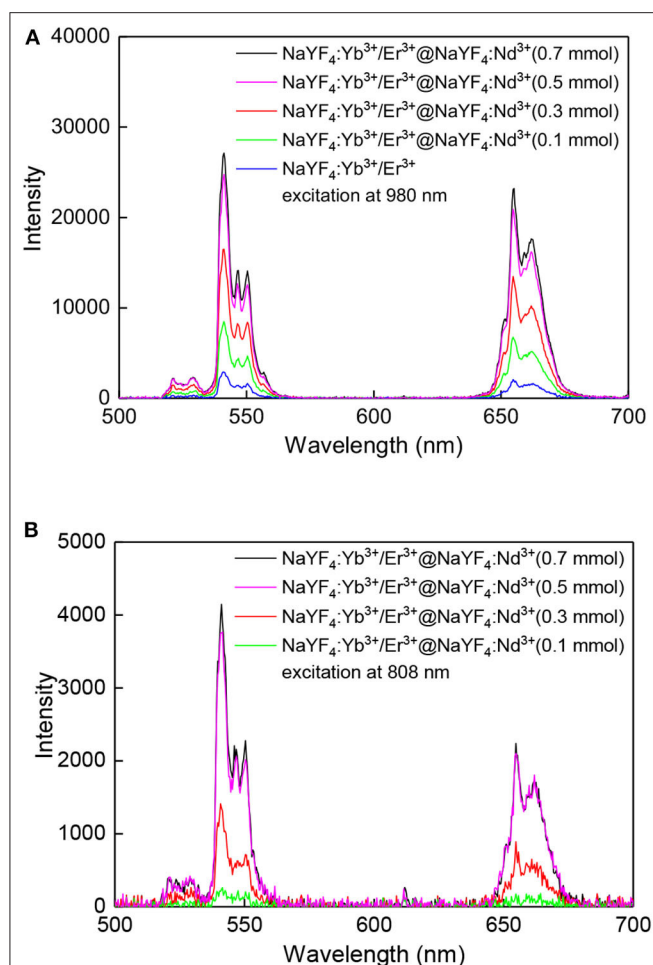 A
40000
NaYF₄:Yb³⁺/Er³⁺@NaYF₄:Nd³⁺(0.7 mmol)
NaYF₄:Yb³⁺/Er³⁺@NaYF₄:Nd³⁺(0.5 mmol)
NaYF₄:Yb³⁺/Er³⁺@NaYF₄:Nd³⁺(0.3 mmol)
30000
NaYF₄:Yb³⁺/Er³⁺@NaYF₄:Nd³⁺(0.1 mmol)
NaYF₄:Yb³⁺/Er³⁺
excitation at 980 nm
Intensity
20000
10000
0
500 550 600 650 700
Wavelength (nm)
B
5000
NaYF₄:Yb³⁺/Er³⁺@NaYF₄:Nd³⁺(0.7 mmol)
NaYF₄:Yb³⁺/Er³⁺@NaYF₄:Nd³⁺(0.5 mmol)
4000
NaYF₄:Yb³⁺/Er³⁺@NaYF₄:Nd³⁺(0.3 mmol)
NaYF₄:Yb³⁺/Er³⁺@NaYF₄:Nd³⁺(0.1 mmol)
excitation at 808 nm
3000
Intensity
2000
1000
0
500 550 600 650 700
Wavelength (nm)